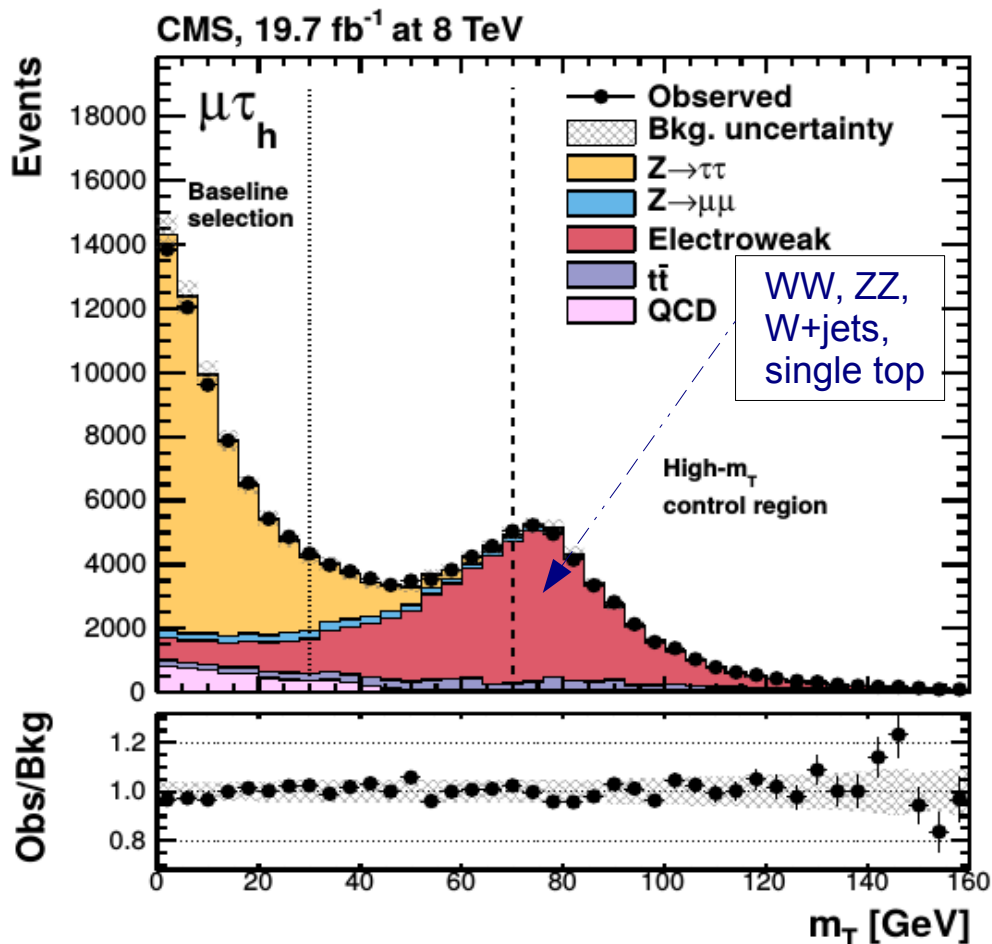 CMS, 19.7 fb⁻¹ at 8 TeV
Events
18000
16000
14000
12000
10000
8000
6000
4000
2000
0
μτh
Baseline
selection
Observed
Bkg. uncertainty
Z→ττ
Z→μμ
Electroweak
tt̄
QCD
WW, ZZ,
W+jets,
single top
High-mT
control region
Obs/Bkg
1.2
1.0
0.8
0 20 40 60 80 100 120 140 160
mT [GeV]